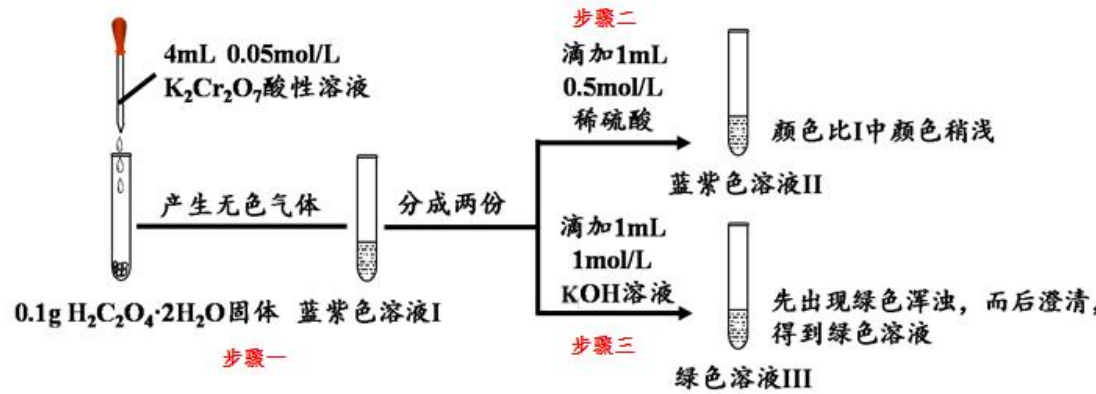 4mL 0.05mol/L
K₂Cr₂O₇酸性溶液
产生无色气体
0.1g H₂C₂O₄·2H₂O固体
蓝紫色溶液I
步骤一
分成两份
步骤二
滴加1mL
0.5mol/L
稀硫酸
颜色比I中颜色稍浅
蓝紫色溶液II
滴加1mL
1mol/L
KOH溶液
步骤三
先出现绿色浑浊，而后澄清，
得到绿色溶液
绿色溶液III